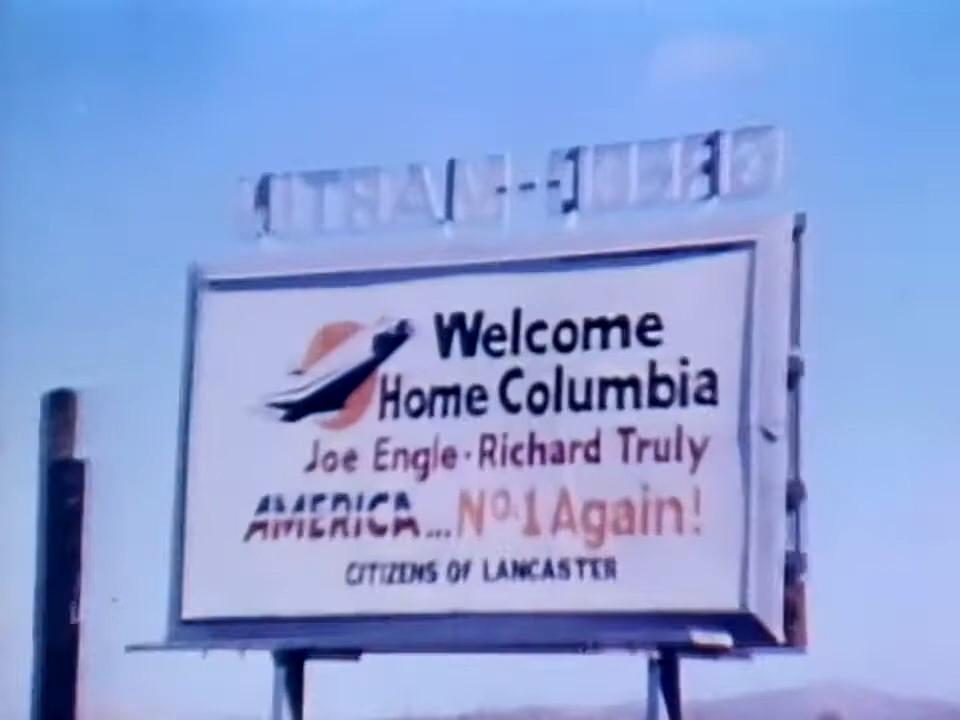 Welcome
Home Columbia
Joe Engle · Richard Truly
AMERICA... No. 1 Again!
CITIZENS OF LANCASTER